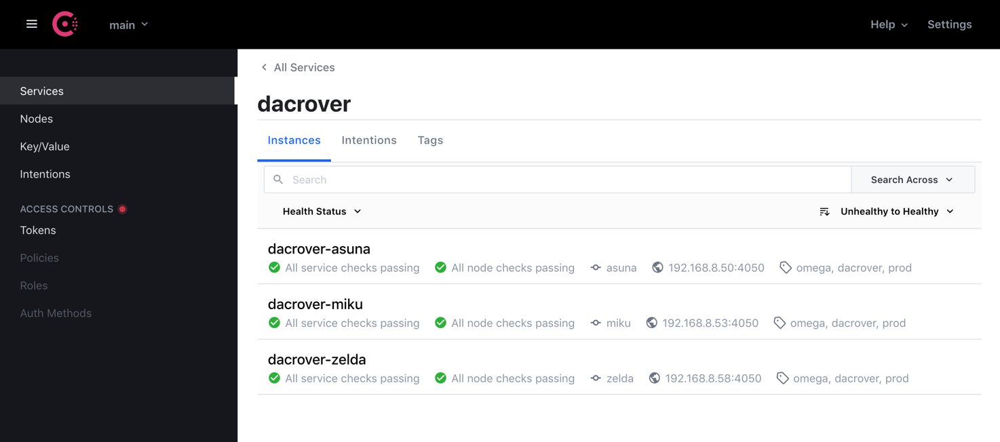 main
Help
Settings
Services
Nodes
Key/Value
Intentions
ACCESS CONTROLS
Tokens
Policies
Roles
Auth Methods
All Services
dacrover
Instances Intentions Tags
Search
Search Across
Health Status
Unhealthy to Healthy
dacrover-asuna
All service checks passing All node checks passing asuna 192.168.8.50:4050 omega, dacrover, prod
dacrover-miku
All service checks passing All node checks passing miku 192.168.8.53:4050 omega, dacrover, prod
dacrover-zelda
All service checks passing All node checks passing zelda 192.168.8.58:4050 omega, dacrover, prod